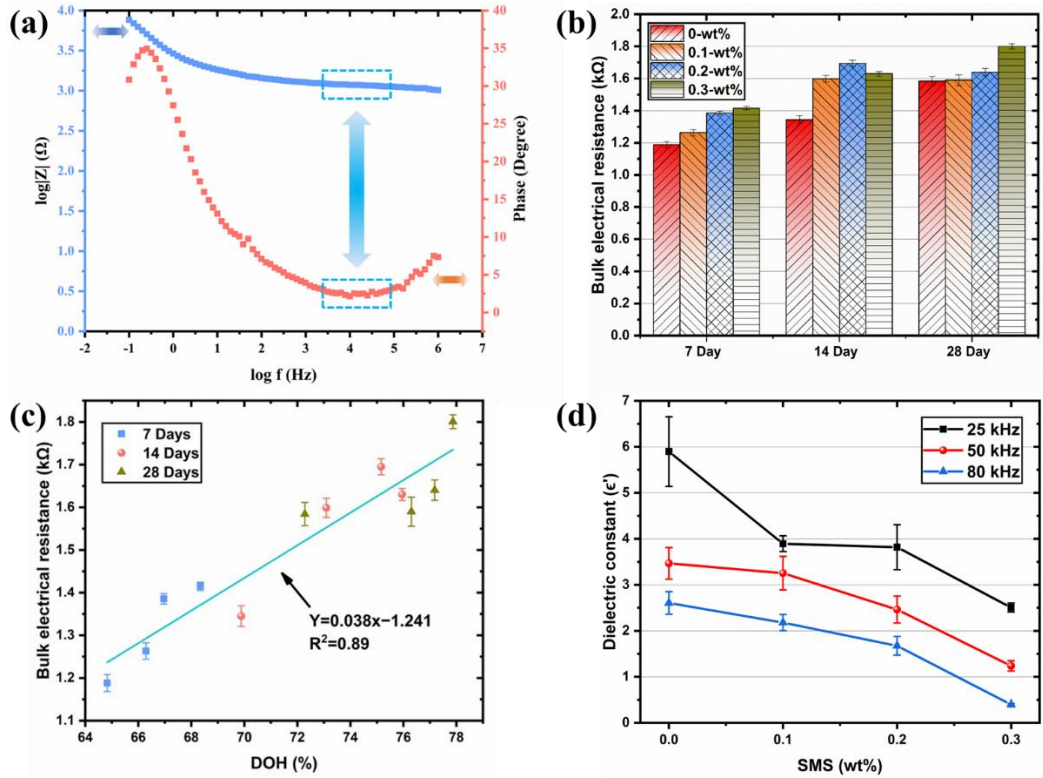 (a)
4.0
3.5
3.0
2.5
2.0
1.5
1.0
0.5
0.0
log|Z| (Ω)
40
35
30
25
20
15
10
5
0
Phase (Degree)
-2 -1 0 1 2 3 4 5 6 7
log f (Hz)
(b)
2.0
1.8
1.6
1.4
1.2
1.0
0.8
0.6
0.4
0.2
0.0
Bulk electrical resistance (kΩ)
0-wt%
0.1-wt%
0.2-wt%
0.3-wt%
7 Day 14 Day 28 Day
(c)
1.8
1.7
1.6
1.5
1.4
1.3
1.2
1.1
Bulk electrical resistance (kΩ)
7 Days
14 Days
28 Days
Y=0.038x−1.241
R²=0.89
64 66 68 70 72 74 76 78
DOH (%)
(d)
7
6
5
4
3
2
1
0
Dielectric constant (ε')
25 kHz
50 kHz
80 kHz
0.0 0.1 0.2 0.3
SMS (wt%)